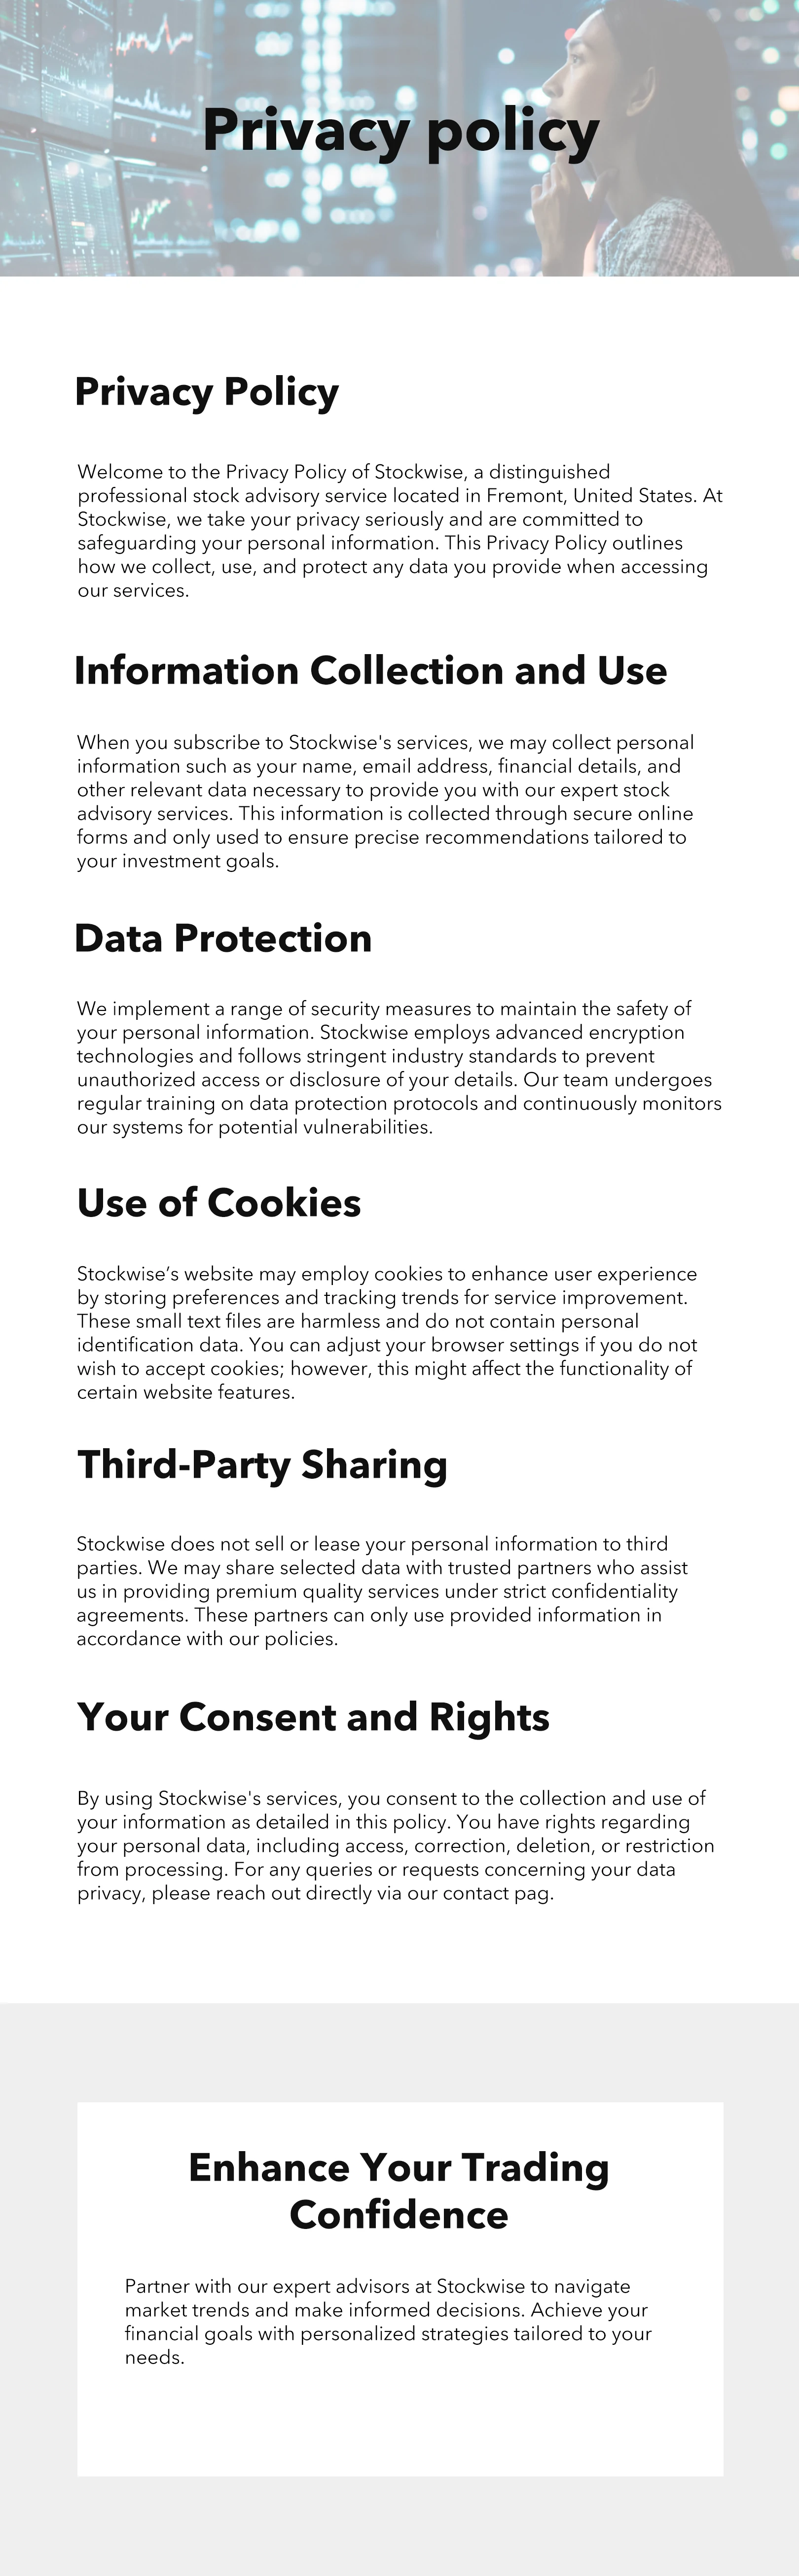 Privacy policy
Privacy Policy
Welcome to the Privacy Policy of Stockwise, a distinguished
professional stock advisory service located in Fremont, United States. At
Stockwise, we take your privacy seriously and are committed to
safeguarding your personal information. This Privacy Policy outlines
how we collect, use, and protect any data you provide when accessing
our services.
Information Collection and Use
When you subscribe to Stockwise's services, we may collect personal
information such as your name, email address, financial details, and
other relevant data necessary to provide you with our expert stock
advisory services. This information is collected through secure online
forms and only used to ensure precise recommendations tailored to
your investment goals.
Data Protection
We implement a range of security measures to maintain the safety of
your personal information. Stockwise employs advanced encryption
technologies and follows stringent industry standards to prevent
unauthorized access or disclosure of your details. Our team undergoes
regular training on data protection protocols and continuously monitors
our systems for potential vulnerabilities.
Use of Cookies
Stockwise’s website may employ cookies to enhance user experience
by storing preferences and tracking trends for service improvement.
These small text files are harmless and do not contain personal
identification data. You can adjust your browser settings if you do not
wish to accept cookies; however, this might affect the functionality of
certain website features.
Third-Party Sharing
Stockwise does not sell or lease your personal information to third
parties. We may share selected data with trusted partners who assist
us in providing premium quality services under strict confidentiality
agreements. These partners can only use provided information in
accordance with our policies.
Your Consent and Rights
By using Stockwise's services, you consent to the collection and use of
your information as detailed in this policy. You have rights regarding
your personal data, including access, correction, deletion, or restriction
from processing. For any queries or requests concerning your data
privacy, please reach out directly via our contact pag.
Enhance Your Trading
Confidence
Partner with our expert advisors at Stockwise to navigate
market trends and make informed decisions. Achieve your
financial goals with personalized strategies tailored to your
needs.